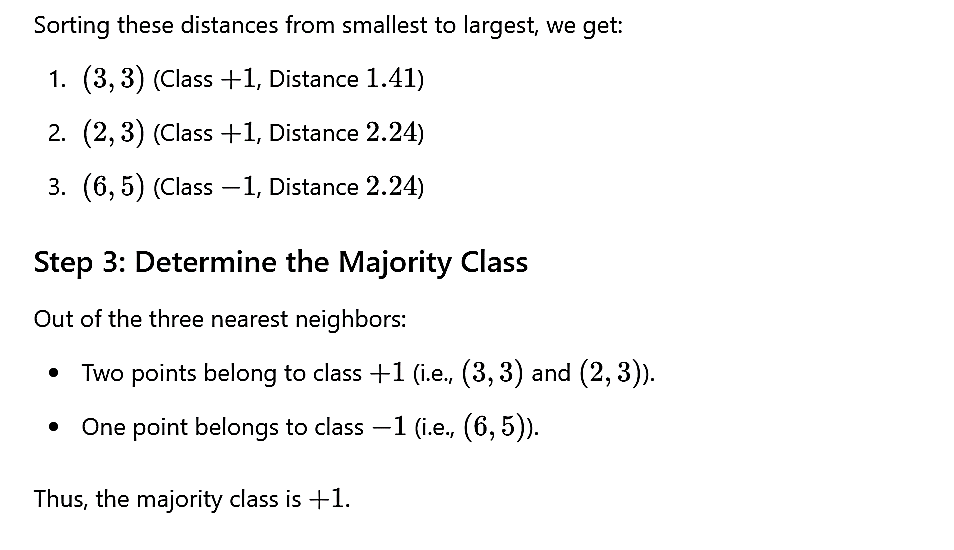 Sorting these distances from smallest to largest, we get:
1. (3, 3) (Class +1, Distance 1.41)
2. (2, 3) (Class +1, Distance 2.24)
3. (6, 5) (Class −1, Distance 2.24)
Step 3: Determine the Majority Class
Out of the three nearest neighbors:
• Two points belong to class +1 (i.e., (3, 3) and (2, 3)).
• One point belongs to class −1 (i.e., (6, 5)).
Thus, the majority class is +1.